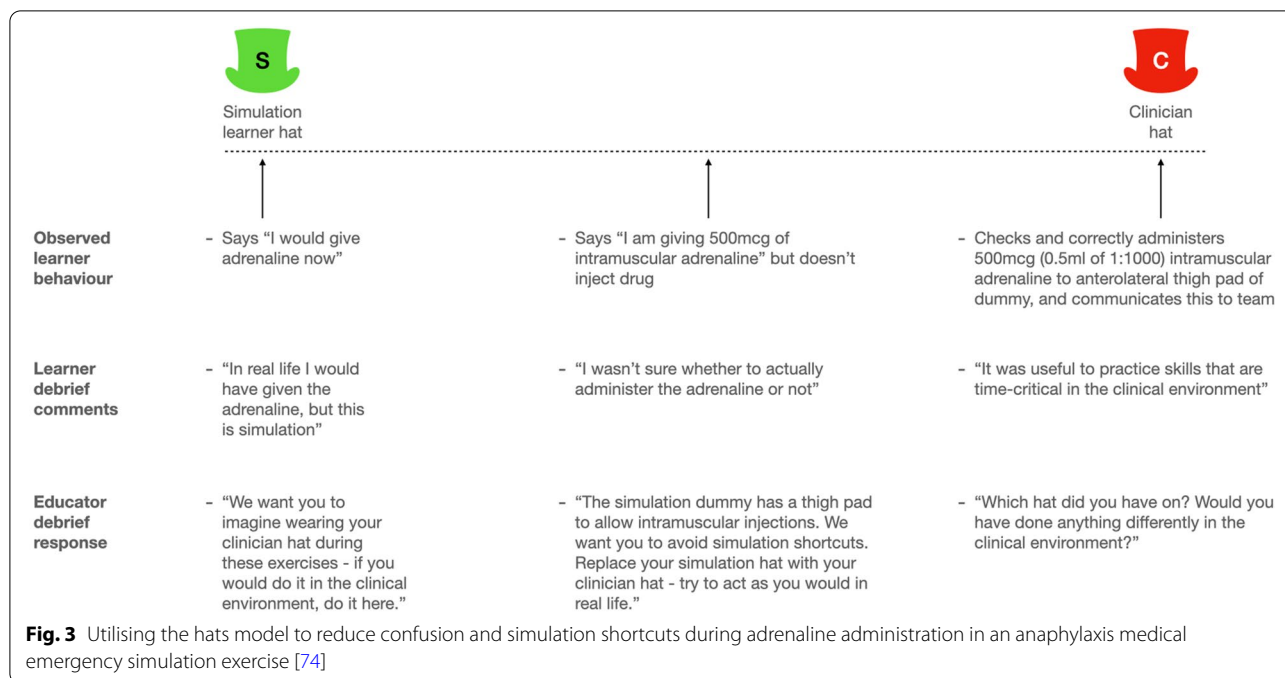 S
C
Simulation
learner hat
Clinician
hat
Observed
learner
behaviour
- Says “I would give
adrenaline now”
- Says “I am giving 500mcg of
intramuscular adrenaline” but doesn’t
inject drug
- Checks and correctly administers
500mcg (0.5ml of 1:1000) intramuscular
adrenaline to anterolateral thigh pad of
dummy, and communicates this to team
Learner
debrief
comments
- “In real life I would
have given the
adrenaline, but this
is simulation”
- “I wasn’t sure whether to actually
administer the adrenaline or not”
- “It was useful to practice skills that are
time-critical in the clinical environment”
Educator
debrief
response
- “We want you to
imagine wearing your
clinician hat during
these exercises - if you
would do it in the clinical
environment, do it here.”
- “The simulation dummy has a thigh pad
to allow intramuscular injections. We
want you to avoid simulation shortcuts.
Replace your simulation hat with your
clinician hat - try to act as you would in
real life.”
- “Which hat did you have on? Would you
have done anything differently in the
clinical environment?”
Fig. 3 Utilising the hats model to reduce confusion and simulation shortcuts during adrenaline administration in an anaphylaxis medical
emergency simulation exercise [74]